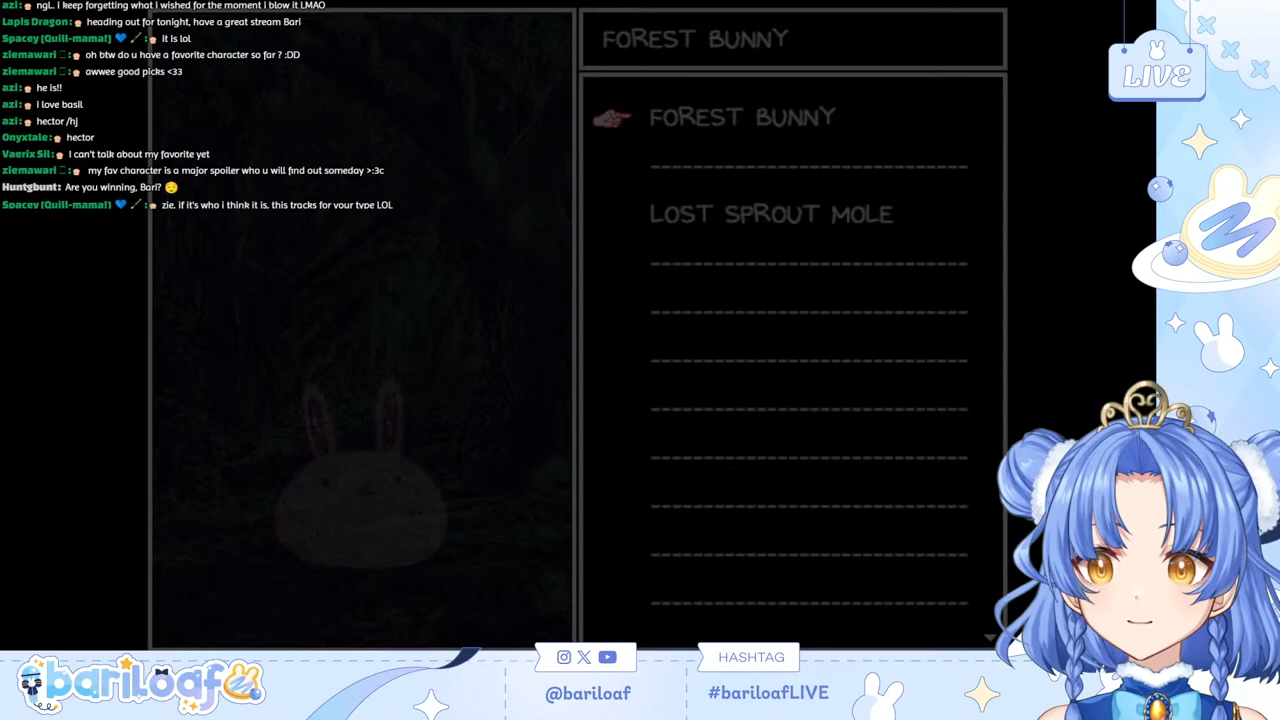 azi: ngl.. i keep forgetting what i wished for the moment i blow it LMAO
Lapis Dragon: heading out for tonight, have a great stream Bari
Spacey (Quill-mama!) 💙 🖌️ : it is lol
ziemawari : oh btw do u have a favorite character so far ? :DD
ziemawari : awwee good picks <33
azi: he is!!
azi: i love basil
azi: hector /hj
Onyxtale: hector
Vaerix Sil: I can't talk about my favorite yet
ziemawari : my fav character is a major spoiler who u will find out someday >:3c
Huntgbunt: Are you winning, Bari? 😌
Spacey (Quill-mama!) 💙 🖌️ : zie, if it's who i think it is, this tracks for your type LOL
FOREST BUNNY
FOREST BUNNY
------------------------------
LOST SPROUT MOLE
------------------------------
------------------------------
------------------------------
------------------------------
------------------------------
------------------------------
------------------------------
------------------------------
LIVE
bariloaf
@bariloaf
HASHTAG
#bariloafLIVE